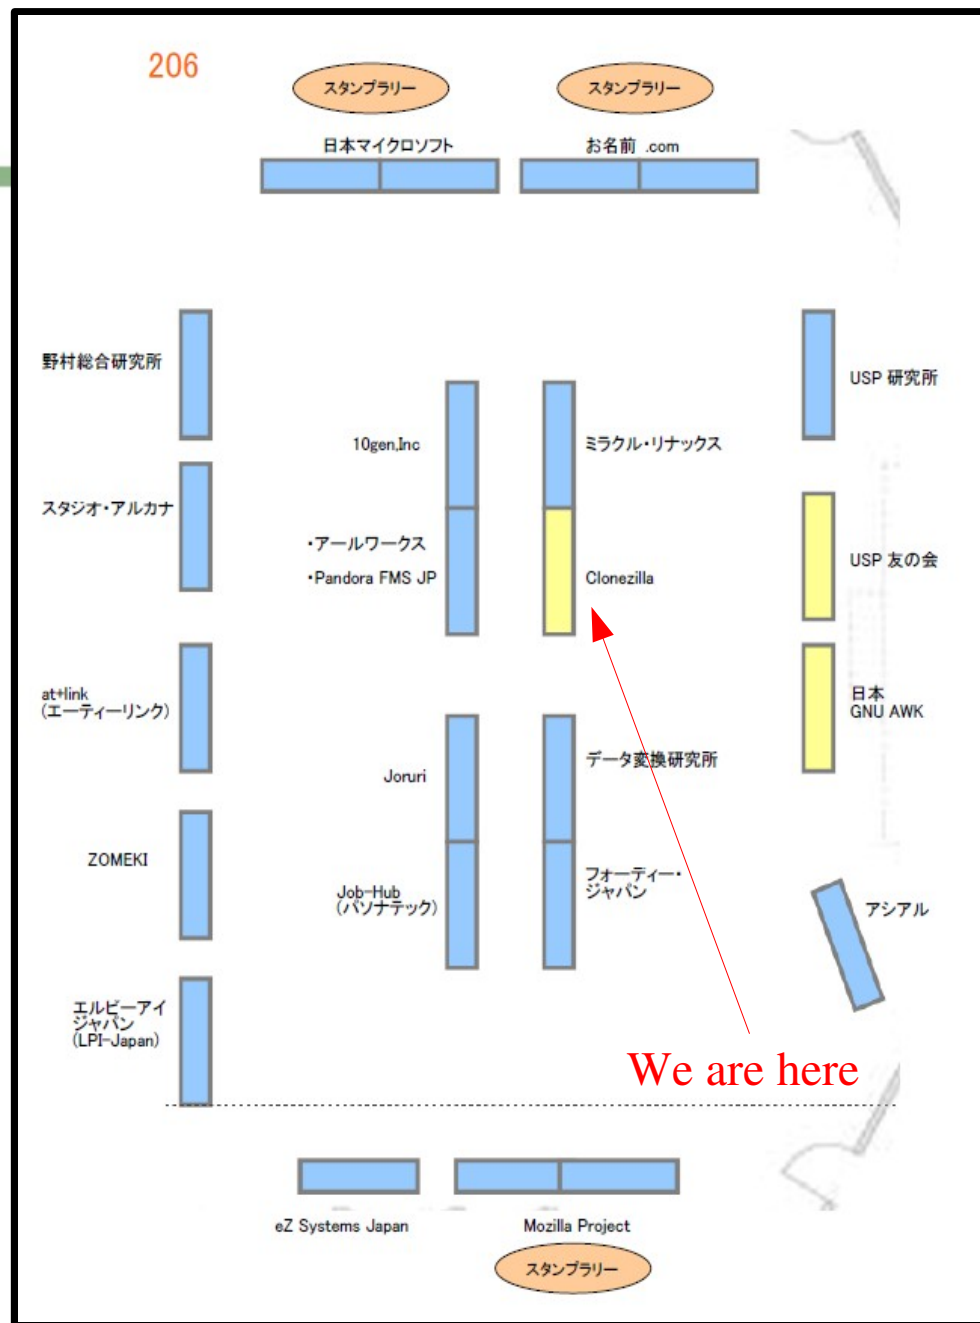 206
スタンプラリー
スタンプラリー
日本マイクロソフト
お名前 .com
野村総合研究所
USP 研究所
10gen,Inc
ミラクル・リナックス
スタジオ・アルカナ
・アールワークス
・Pandora FMS JP
Clonezilla
USP 友の会
at+link
(エーティーリンク)
日本
GNU AWK
Joruri
データ変換研究所
ZOMEKI
Job-Hub
(パソナテック)
フォーディー・
ジャパン
アシアル
エルピーアイ
ジャパン
(LPI-Japan)
We are here
eZ Systems Japan
Mozilla Project
スタンプラリー